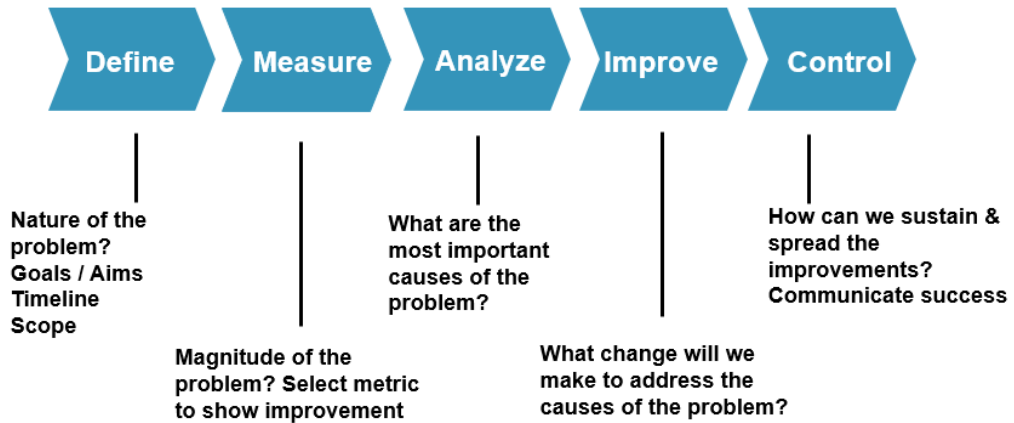 Define
Measure
Analyze
Improve
Control
Nature of the
problem?
Goals / Aims
Timeline
Scope
Magnitude of the
problem? Select metric
to show improvement
What are the
most important
causes of the
problem?
What change will we
make to address the
causes of the problem?
How can we sustain &
spread the
improvements?
Communicate success